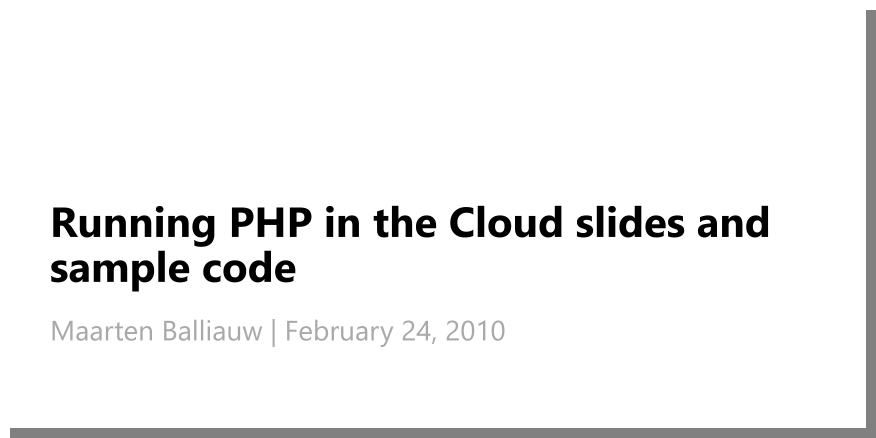 Running PHP in the Cloud slides and
sample code
Maarten Balliauw | February 24, 2010